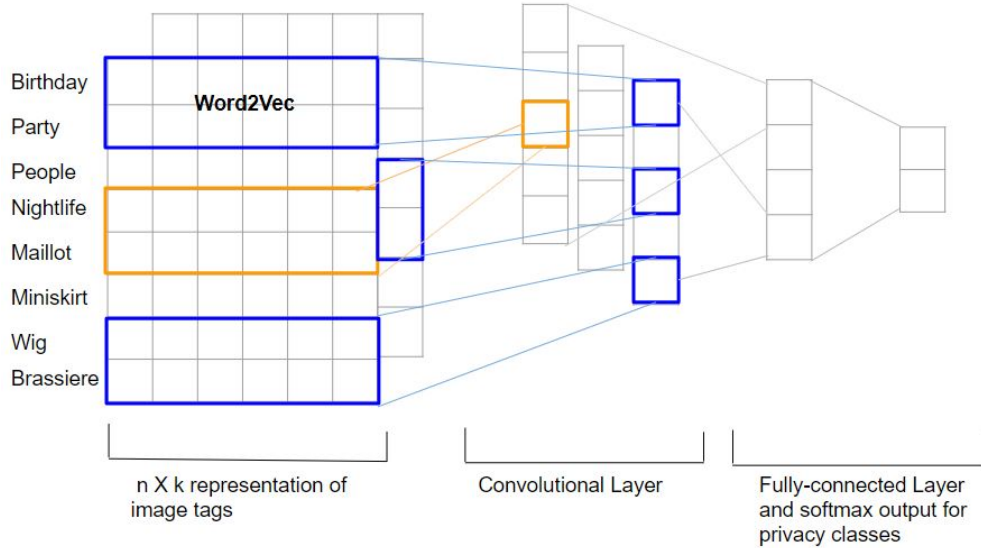 Birthday
Word2Vec
Party
People
Nightlife
Maillot
Miniskirt
Wig
Brassiere
n X k representation of
image tags
Convolutional Layer
Fully-connected Layer
and softmax output for
privacy classes